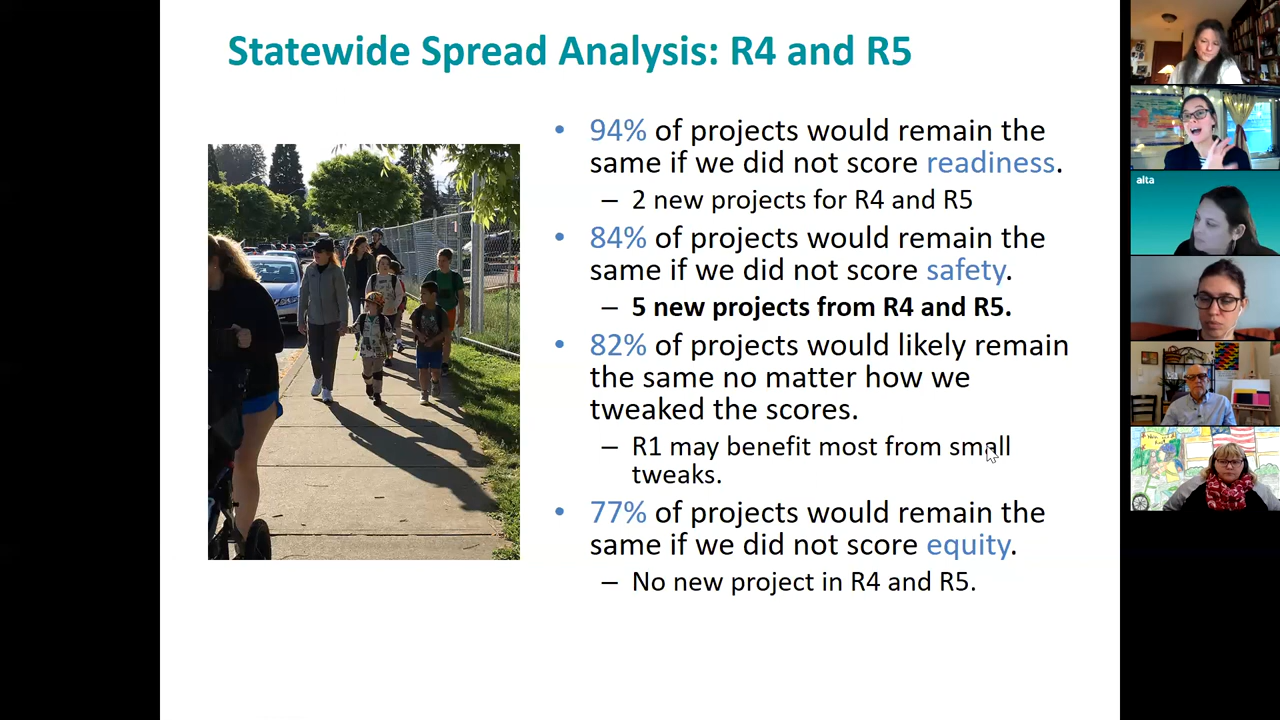 Statewide Spread Analysis: R4 and R5
• 94% of projects would remain the
same if we did not score readiness.
– 2 new projects for R4 and R5
• 84% of projects would remain the
same if we did not score safety.
– 5 new projects from R4 and R5.
• 82% of projects would likely remain
the same no matter how we
tweaked the scores.
– R1 may benefit most from small
tweaks.
• 77% of projects would remain the
same if we did not score equity.
– No new project in R4 and R5.
alta